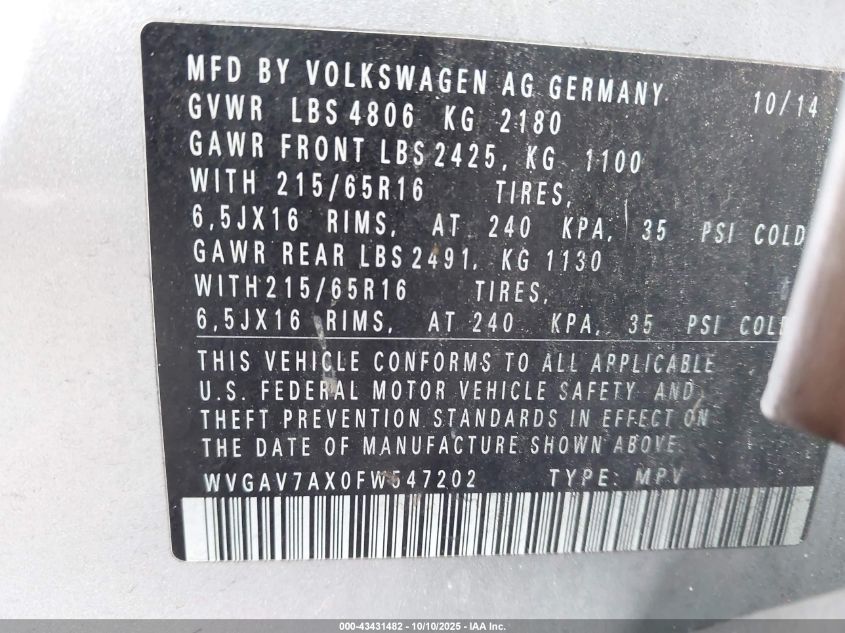 MFD BY VOLKSWAGEN AG GERMANY 10/14
GVWR LBS 4806 KG 2180
GAWR FRONT LBS 2425, KG 1100
WITH 215/65R16 TIRES,
6,5JX16 RIMS, AT 240 KPA, 35 PSI COLD
GAWR REAR LBS 2491, KG 1130
WITH 215/65R16 TIRES,
6,5JX16 RIMS, AT 240 KPA, 35 PSI COLD
THIS VEHICLE CONFORMS TO ALL APPLICABLE
U.S. FEDERAL MOTOR VEHICLE SAFETY AND
THEFT PREVENTION STANDARDS IN EFFECT ON
THE DATE OF MANUFACTURE SHOWN ABOVE.
WVGAV7AX0FW547202 TYPE: MPV
000-43431482 - 10/10/2025 - IAA Inc.